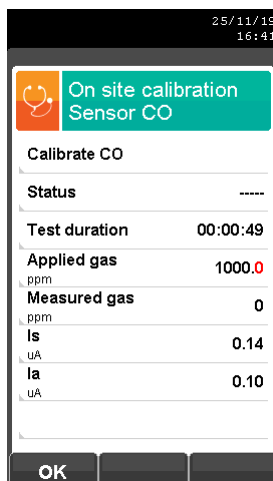 25/11/19
16:41
On site calibration
Sensor CO
Calibrate CO
Status -----
Test duration 00:00:49
Applied gas 1000.0
ppm
Measured gas 0
ppm
Is 0.14
uA
Ia 0.10
uA
OK